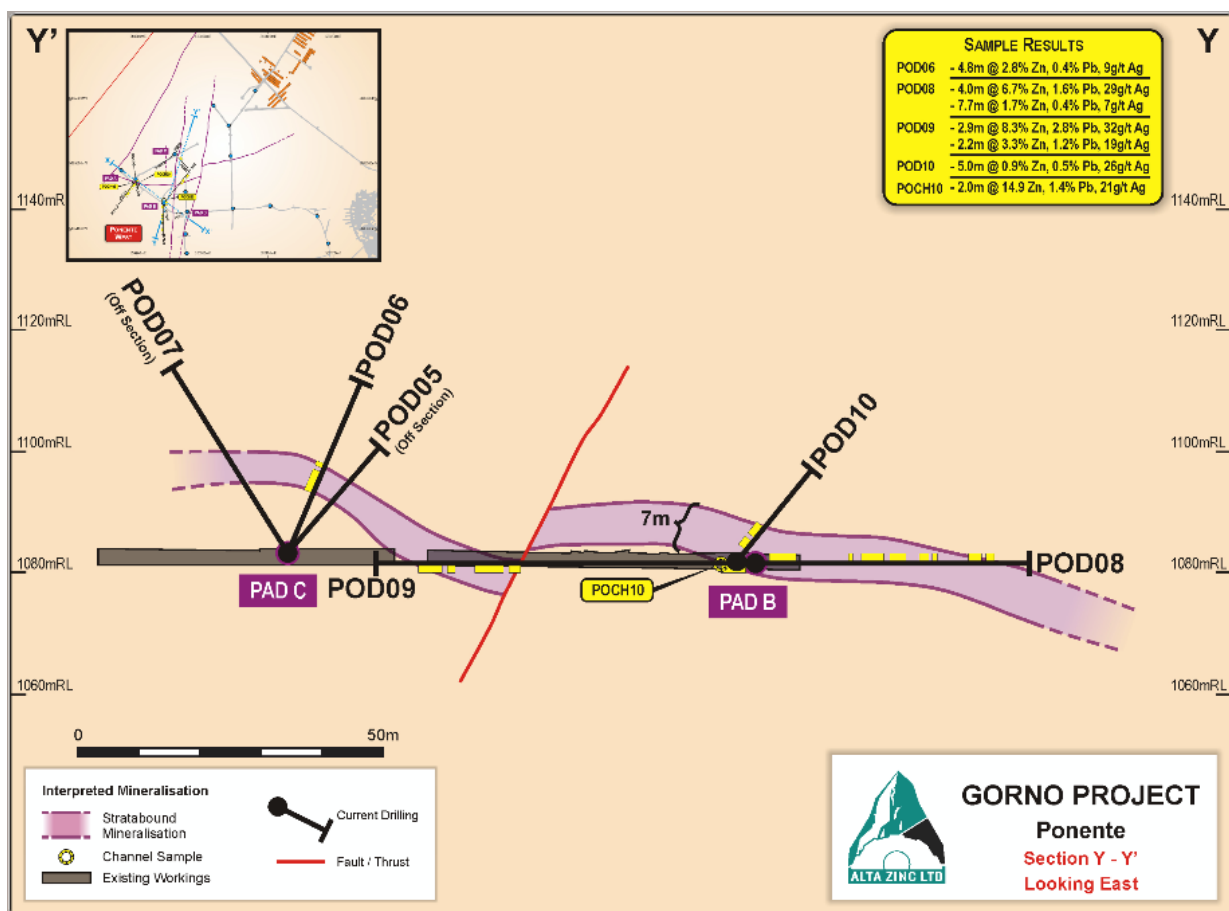 Y’
Y
SAMPLE RESULTS
POD06 - 4.8m @ 2.8% Zn, 0.4% Pb, 9g/t Ag
POD08 - 4.0m @ 6.7% Zn, 1.6% Pb, 29g/t Ag
- 7.7m @ 1.7% Zn, 0.4% Pb, 7g/t Ag
POD09 - 2.9m @ 8.3% Zn, 2.8% Pb, 32g/t Ag
- 2.2m @ 3.3% Zn, 1.2% Pb, 19g/t Ag
POD10 - 5.0m @ 0.9% Zn, 0.5% Pb, 26g/t Ag
POCH10 - 2.0m @ 14.9 Zn, 1.4% Pb, 21g/t Ag
PONENTE
WEST
1140mRL
1140mRL
1120mRL
1120mRL
1100mRL
1100mRL
1080mRL
1080mRL
1060mRL
1060mRL
POD07
(Off Section)
POD06
POD05
(Off Section)
POD10
7m
PAD C
POD09
POCH10
PAD B
POD08
0
50m
Interpreted Mineralisation
Stratabound
Mineralisation
Channel Sample
Existing Workings
Current Drilling
Fault / Thrust
ALTA ZINC LTD
GORNO PROJECT
Ponente
Section Y - Y’
Looking East